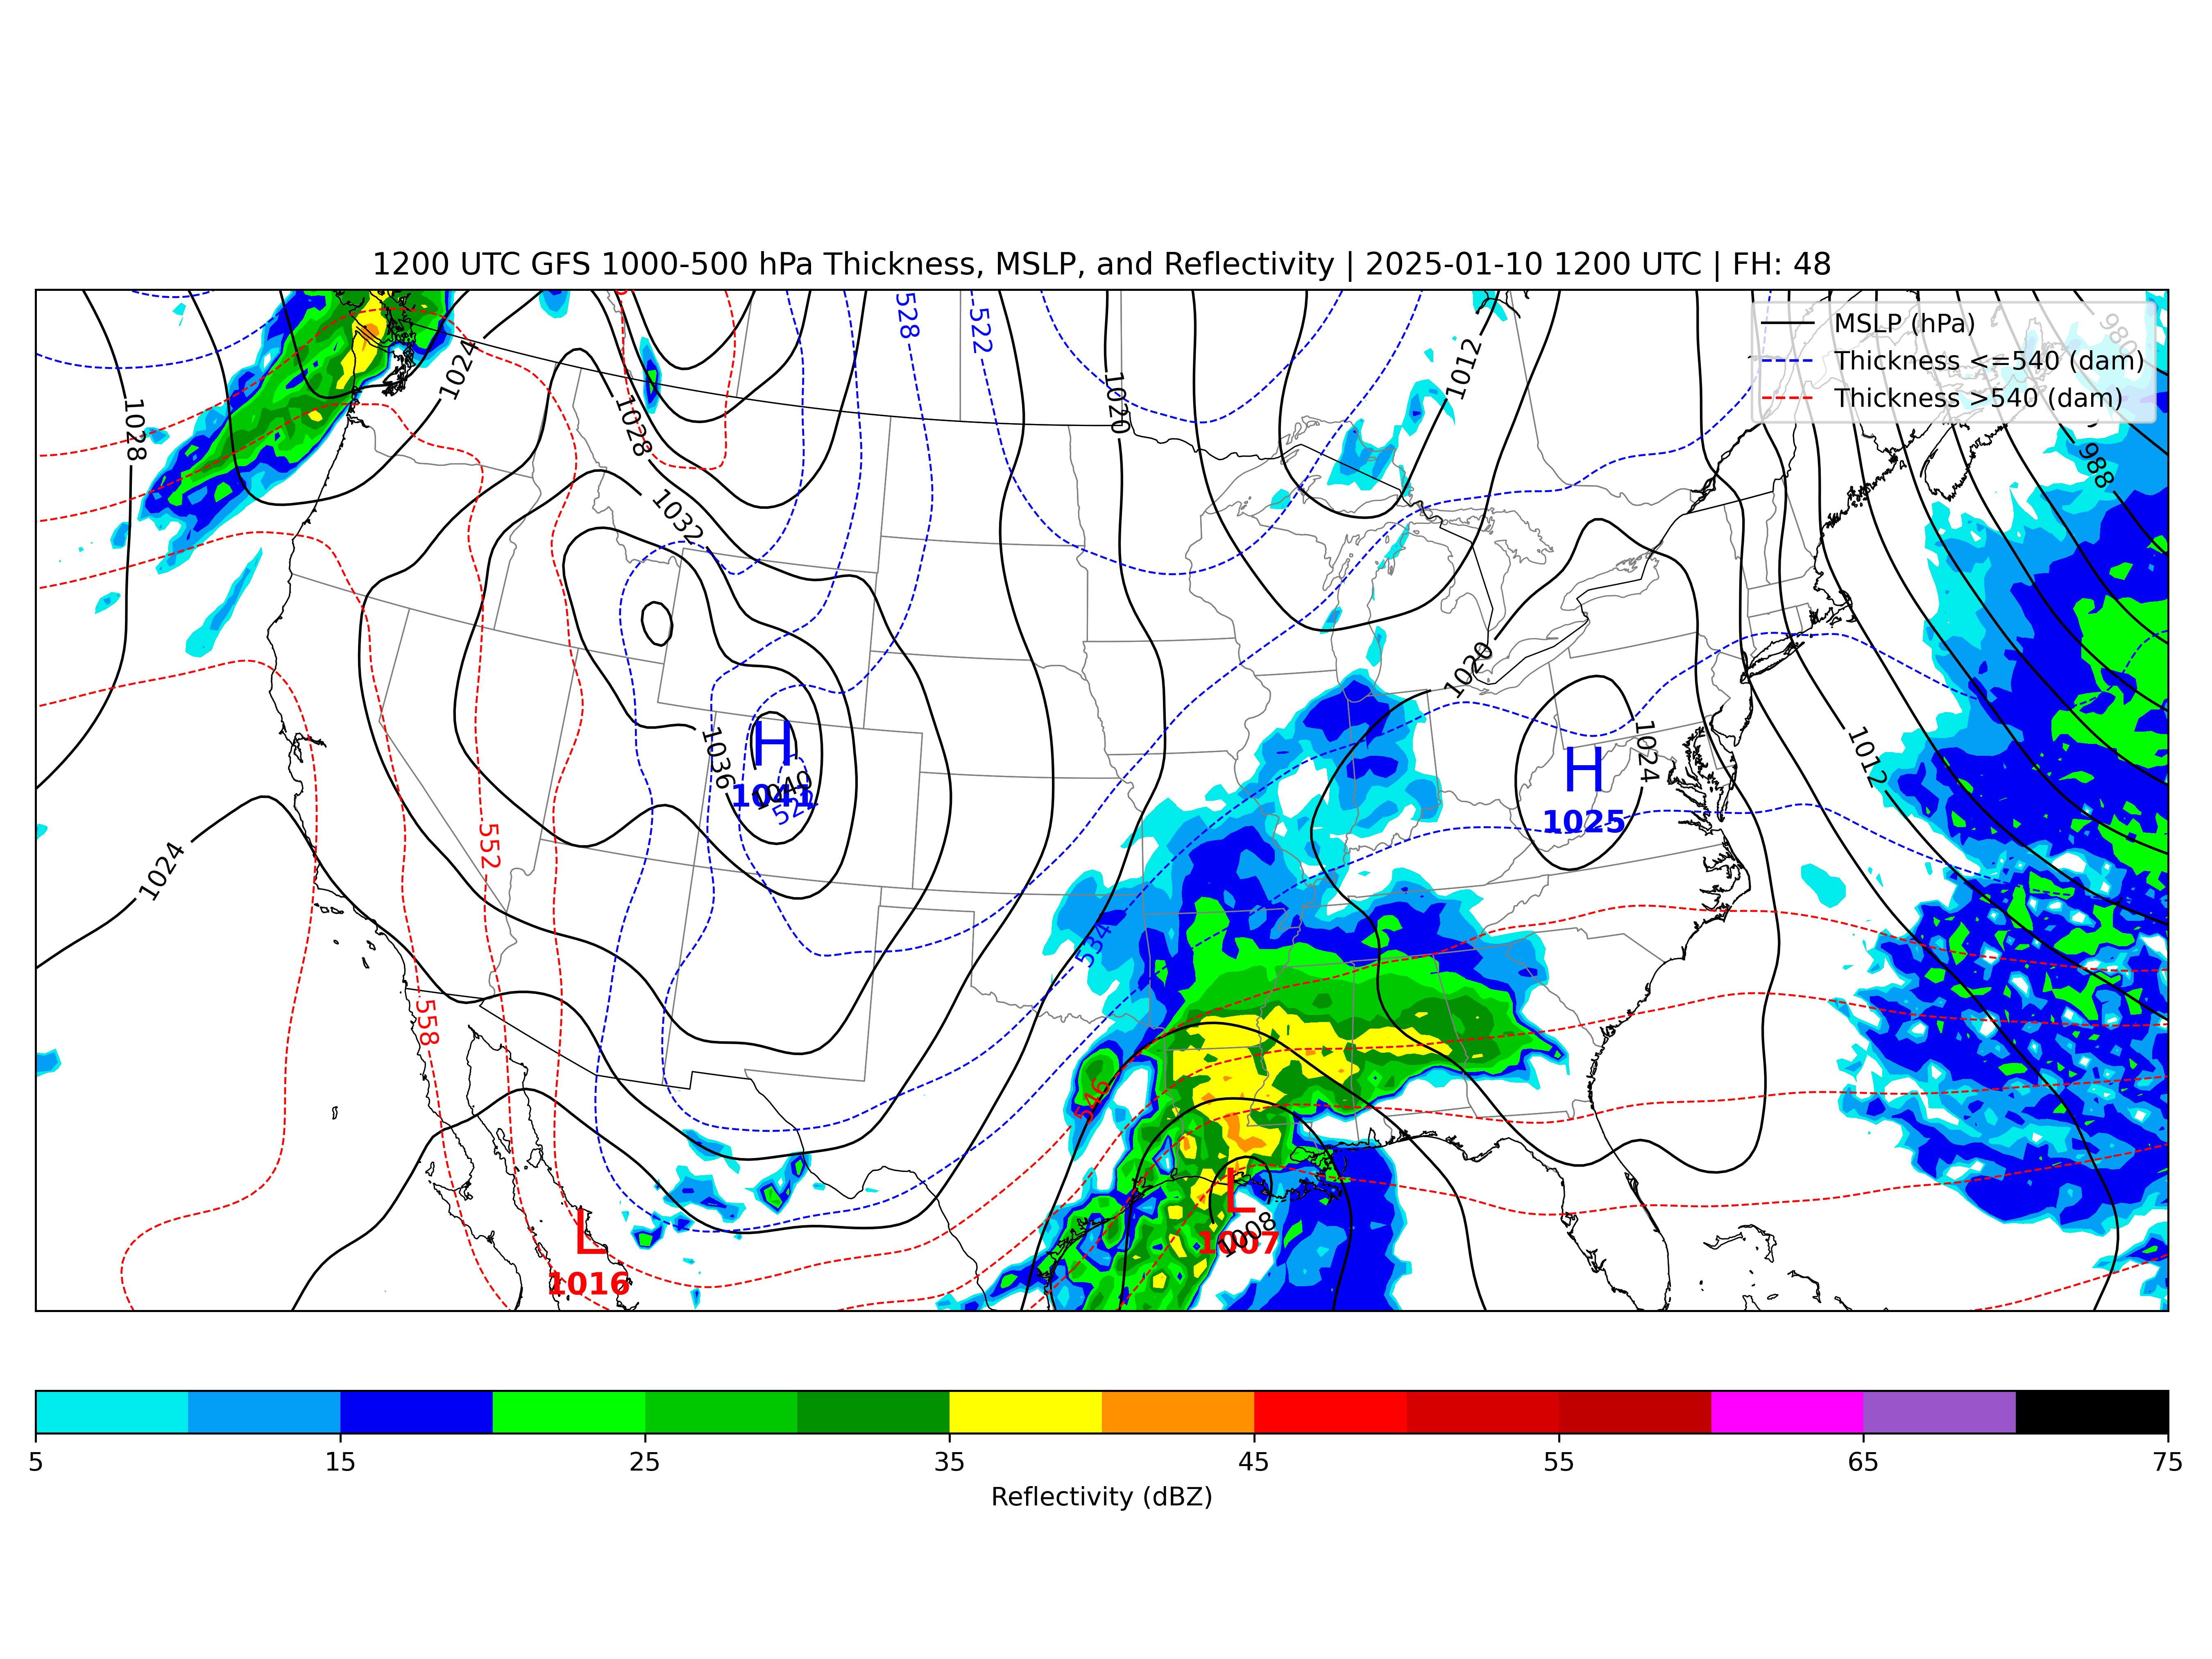 1200 UTC GFS 1000-500 hPa Thickness, MSLP, and Reflectivity | 2025-01-10 1200 UTC | FH: 48
MSLP (hPa)
Thickness <=540 (dam)
Thickness >540 (dam)
980
528
522
1012
1024
1020
1028
1028
988
1032
1020
H
H
1036
1040
1041
1024
1012
522
1025
552
1024
534
558
546
L
L
1008
1007
1016
5 15 25 35 45 55 65 75
Reflectivity (dBZ)